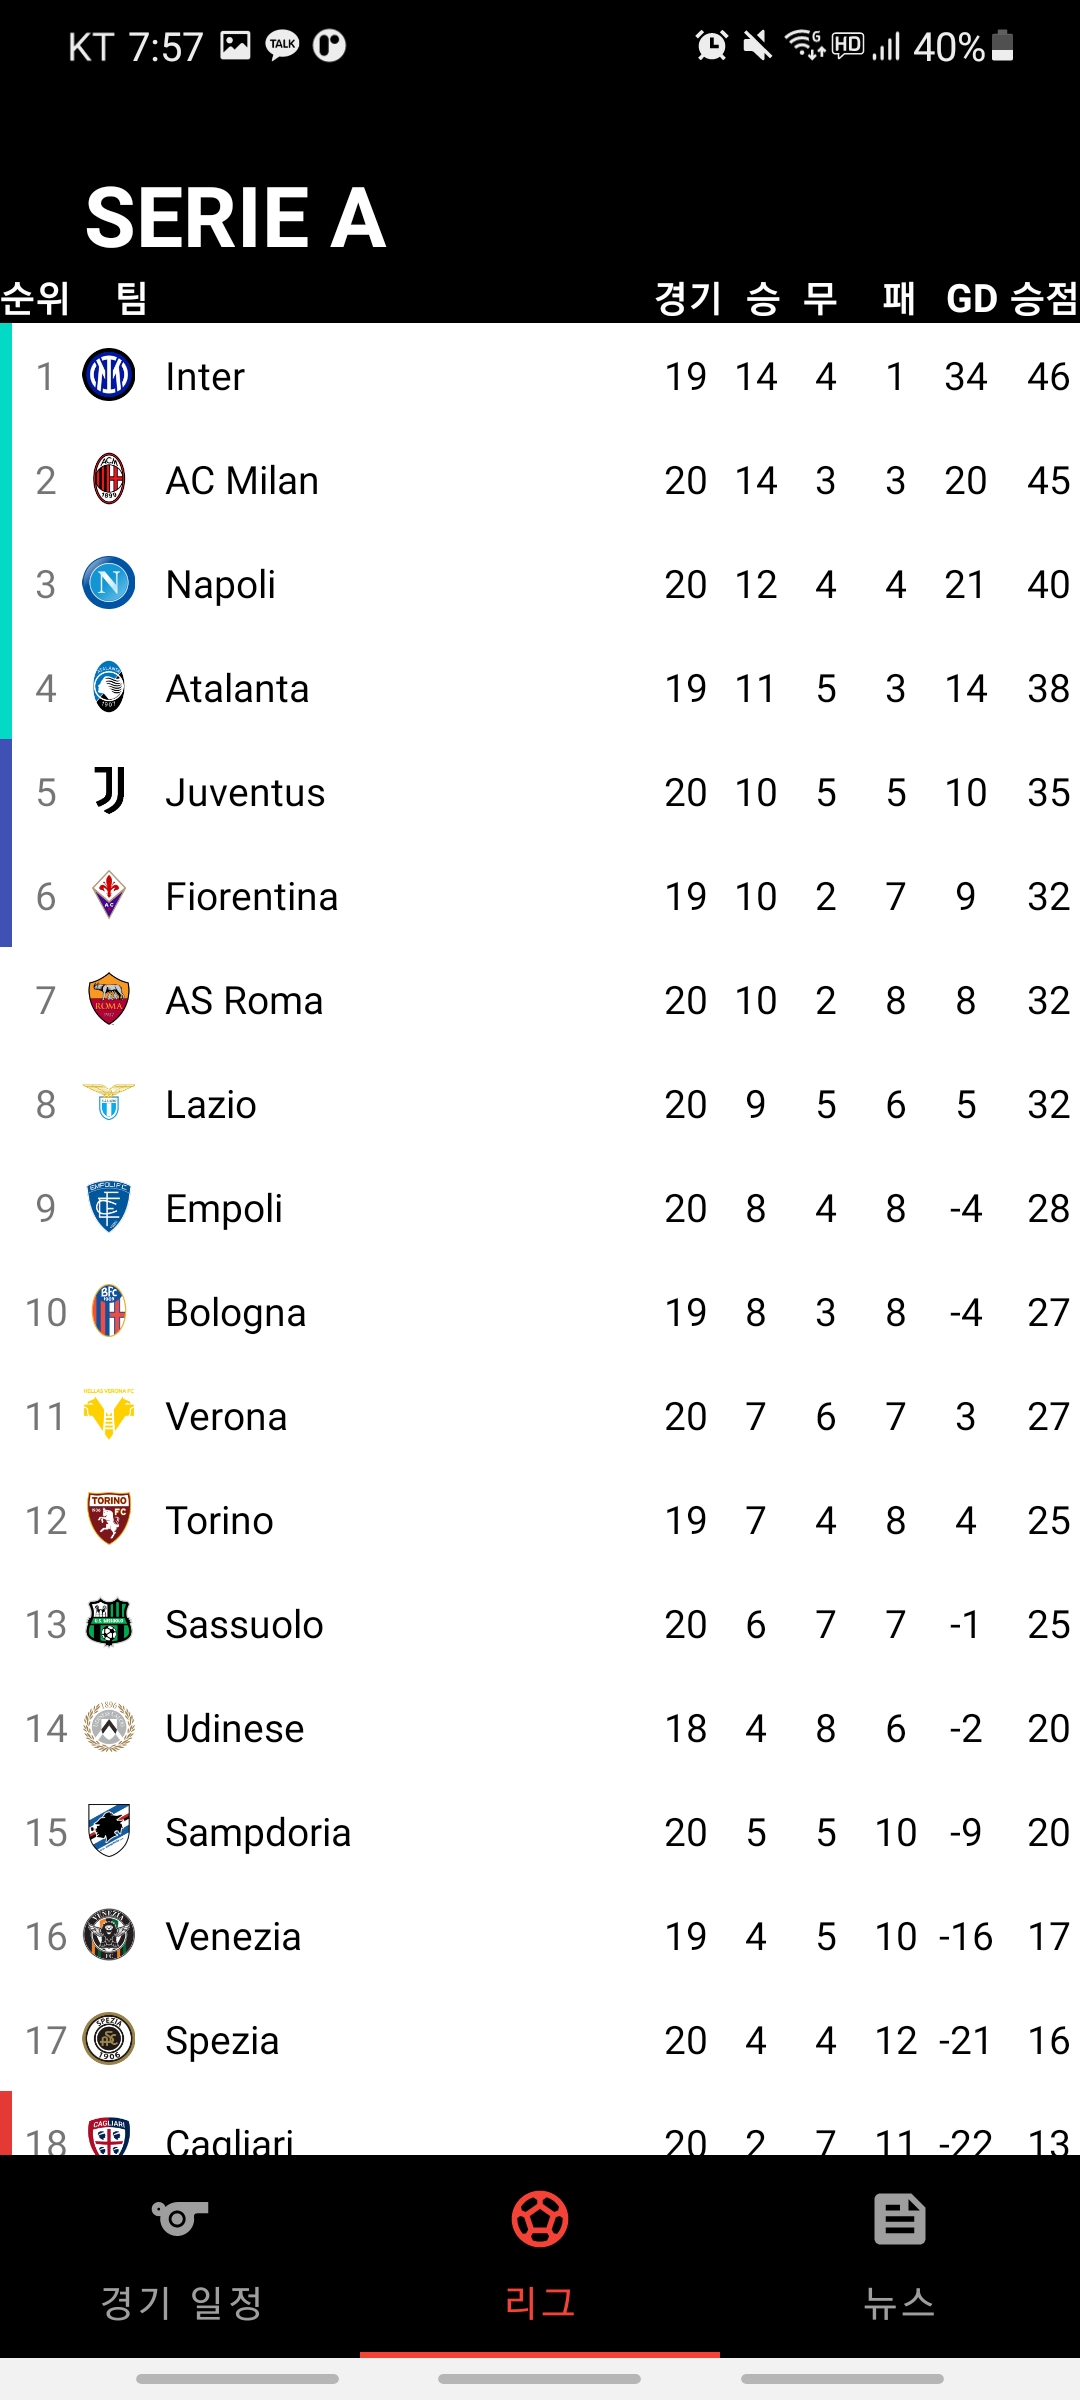 KT 7:57 TALK HD 40%
SERIE A
순위 팀 경기 승 무 패 GD 승점
1 Inter 19 14 4 1 34 46
2 AC Milan 20 14 3 3 20 45
3 Napoli 20 12 4 4 21 40
4 Atalanta 19 11 5 3 14 38
5 Juventus 20 10 5 5 10 35
6 Fiorentina 19 10 2 7 9 32
7 AS Roma 20 10 2 8 8 32
8 Lazio 20 9 5 6 5 32
9 Empoli 20 8 4 8 -4 28
10 Bologna 19 8 3 8 -4 27
11 Verona 20 7 6 7 3 27
12 Torino 19 7 4 8 4 25
13 Sassuolo 20 6 7 7 -1 25
14 Udinese 18 4 8 6 -2 20
15 Sampdoria 20 5 5 10 -9 20
16 Venezia 19 4 5 10 -16 17
17 Spezia 20 4 4 12 -21 16
18 Cagliari 20 2 7 11 -22 13
경기 일정 리그 뉴스